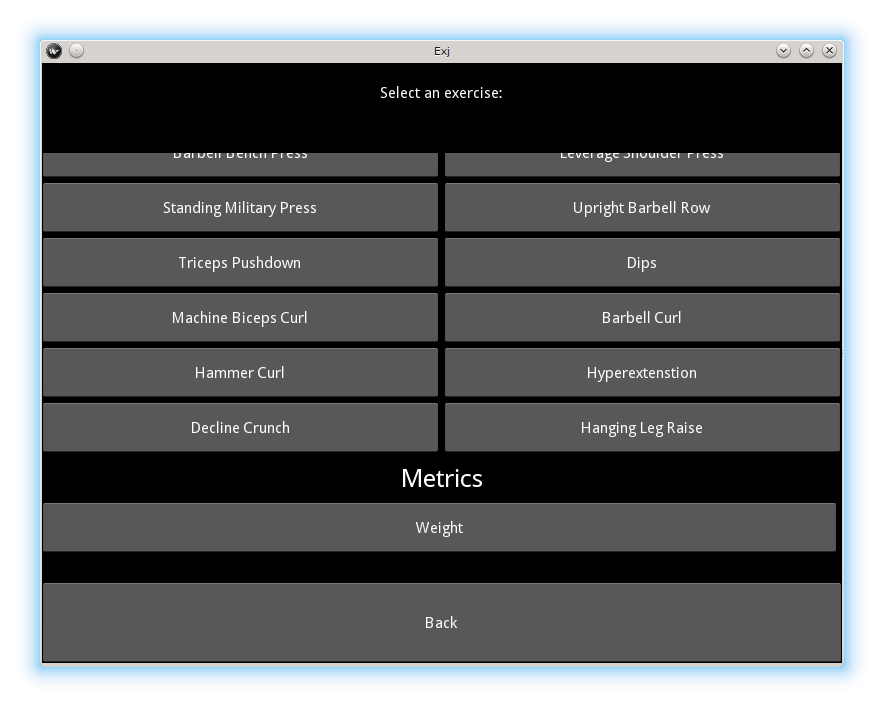 Exj
Select an exercise:
Barbell Bench Press
Leverage Shoulder Press
Standing Military Press
Upright Barbell Row
Triceps Pushdown
Dips
Machine Biceps Curl
Barbell Curl
Hammer Curl
Hyperextenstion
Decline Crunch
Hanging Leg Raise
Metrics
Weight
Back